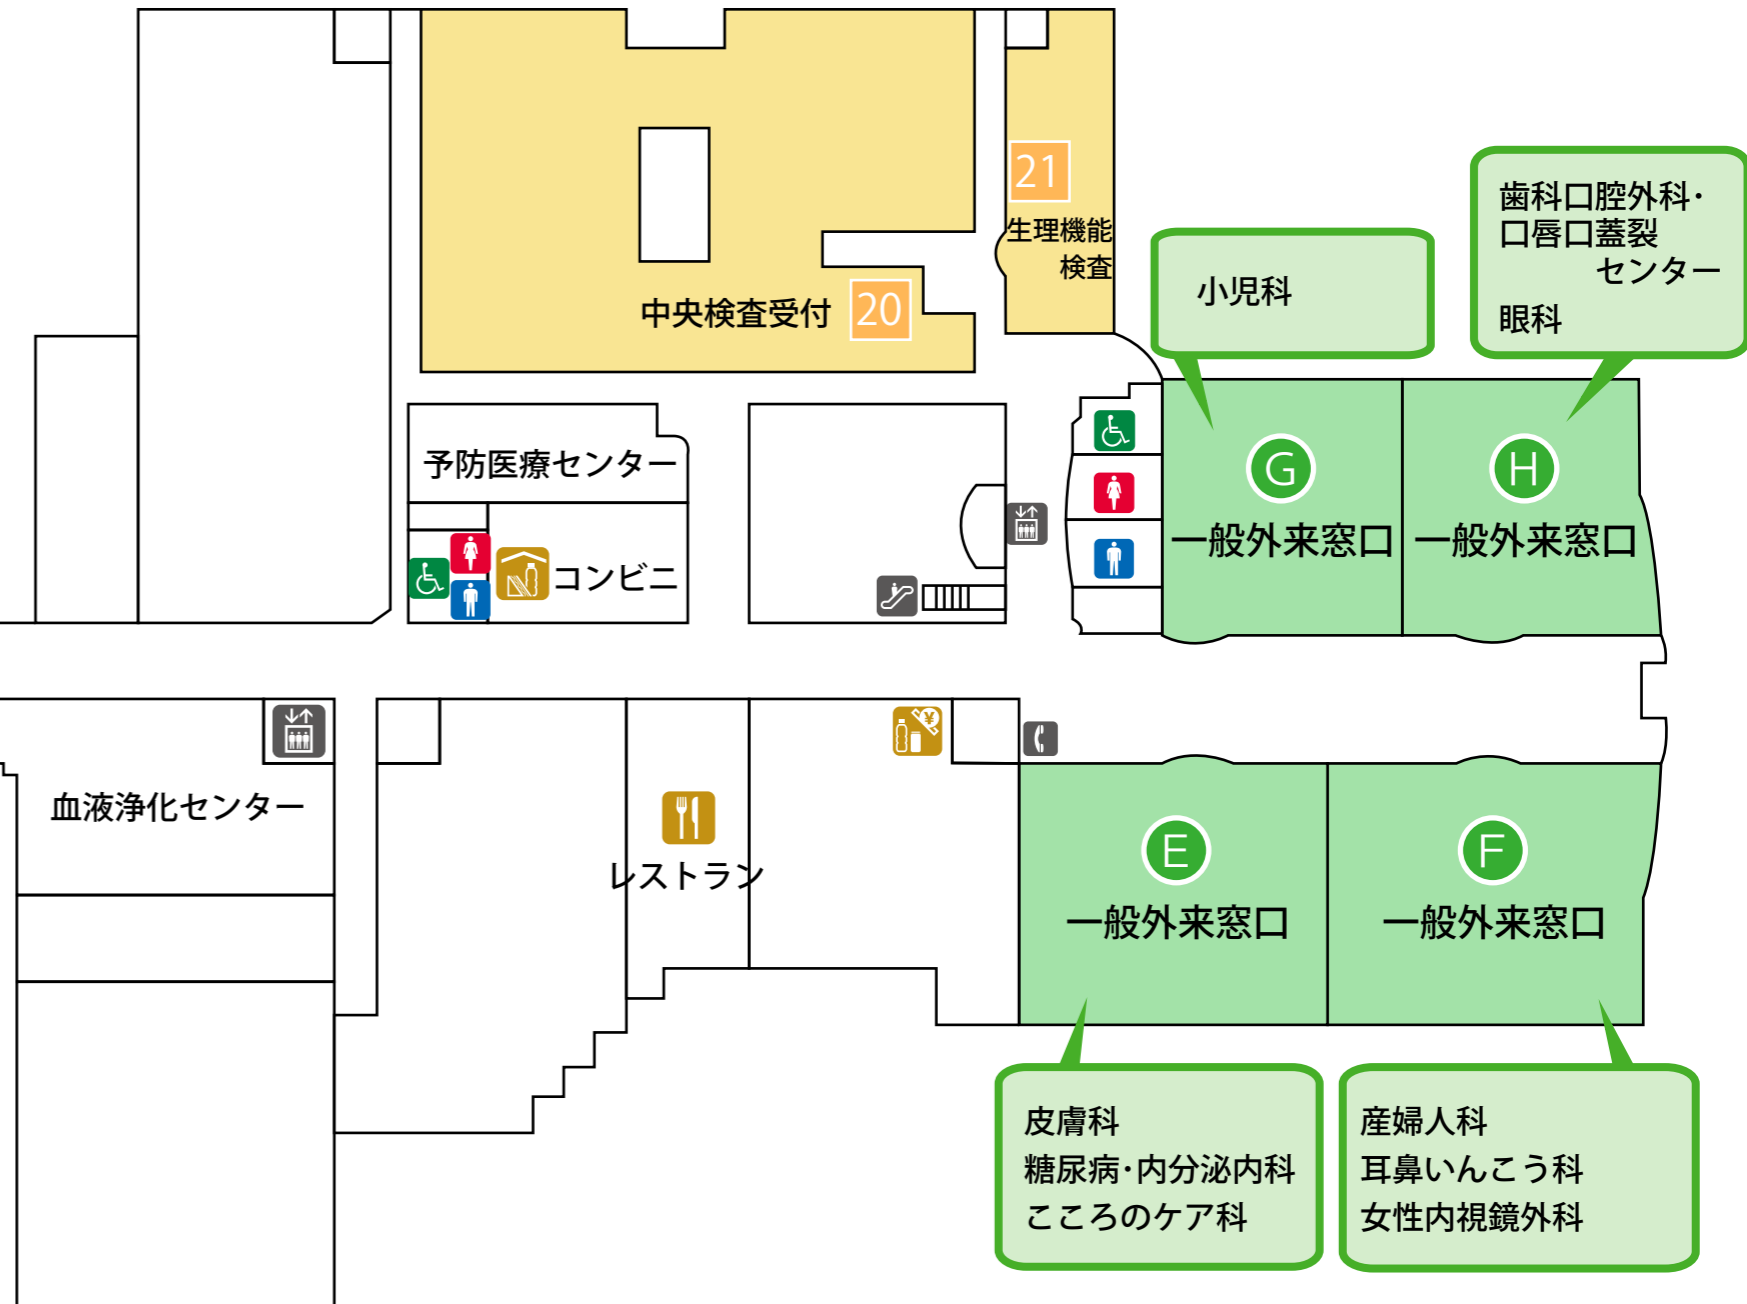 21
生理機能
検査
歯科口腔外科・
口唇口蓋裂
センター
眼科
小児科
中央検査受付
20
予防医療センター
コンビニ
G
一般外来窓口
H
一般外来窓口
¥
血液浄化センター
レストラン
E
一般外来窓口
F
一般外来窓口
皮膚科
糖尿病・内分泌内科
こころのケア科
産婦人科
耳鼻いんこう科
女性内視鏡外科